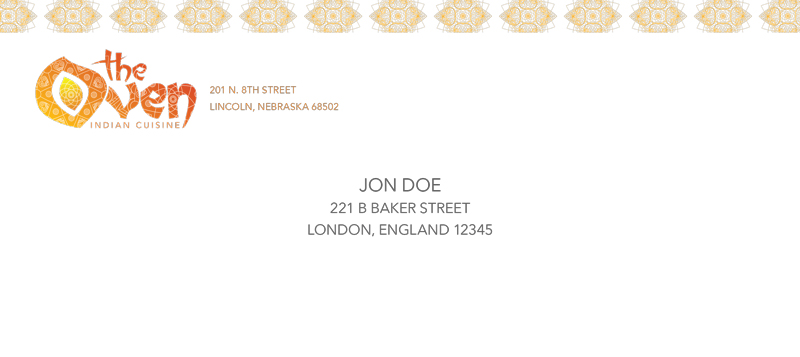 the
Oven
INDIAN CUISINE
201 N. 8TH STREET
LINCOLN, NEBRASKA 68502
JON DOE
221 B BAKER STREET
LONDON, ENGLAND 12345